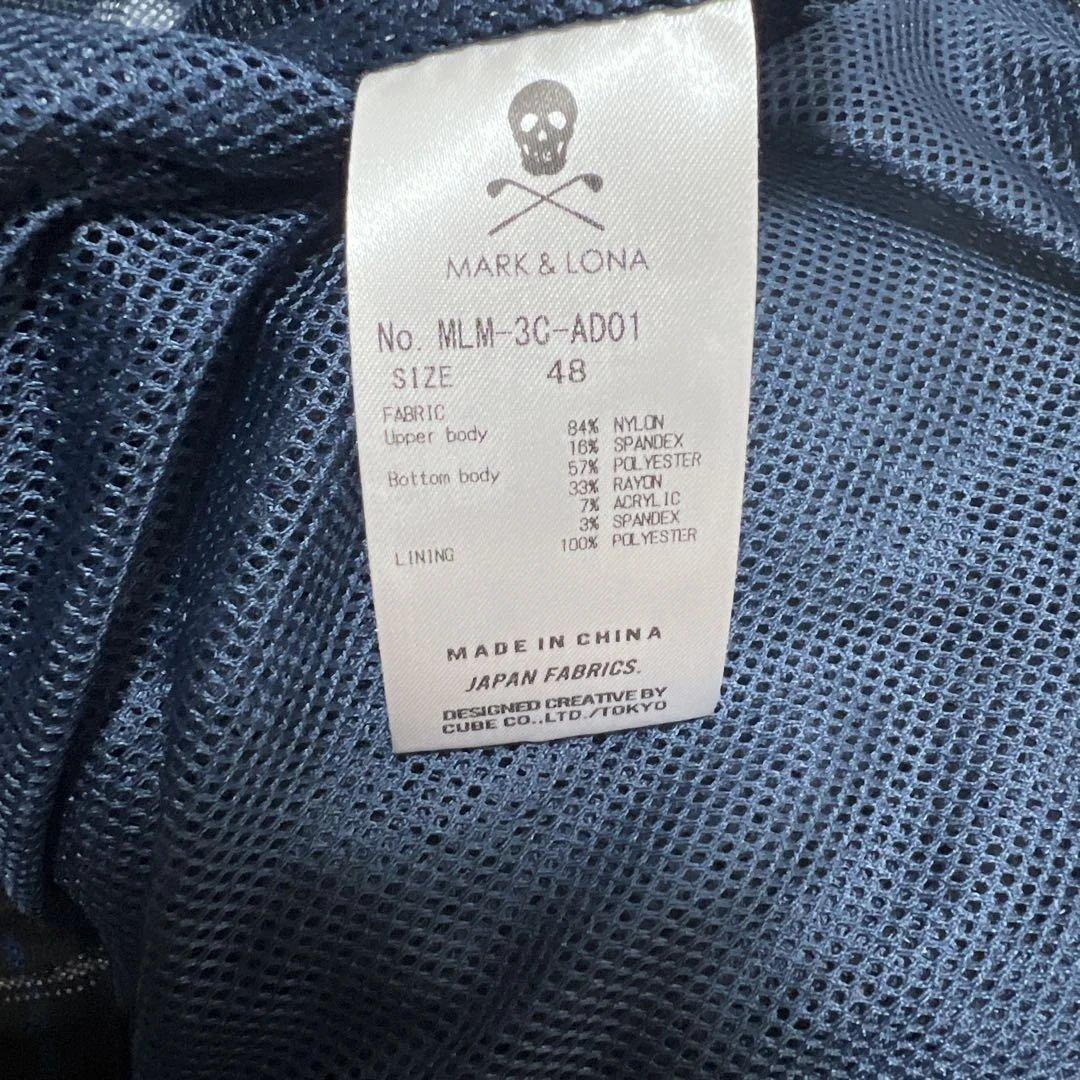 MARK & LONA
No. MLM-3C-AD01
SIZE 48
FABRIC
Upper body 84% NYLON
16% SPANDEX
Bottom body 57% POLYESTER
33% RAYON
7% ACRYLIC
3% SPANDEX
LINING 100% POLYESTER
MADE IN CHINA
JAPAN FABRICS.
DESIGNED CREATIVE BY
CUBE CO.,LTD./TOKYO